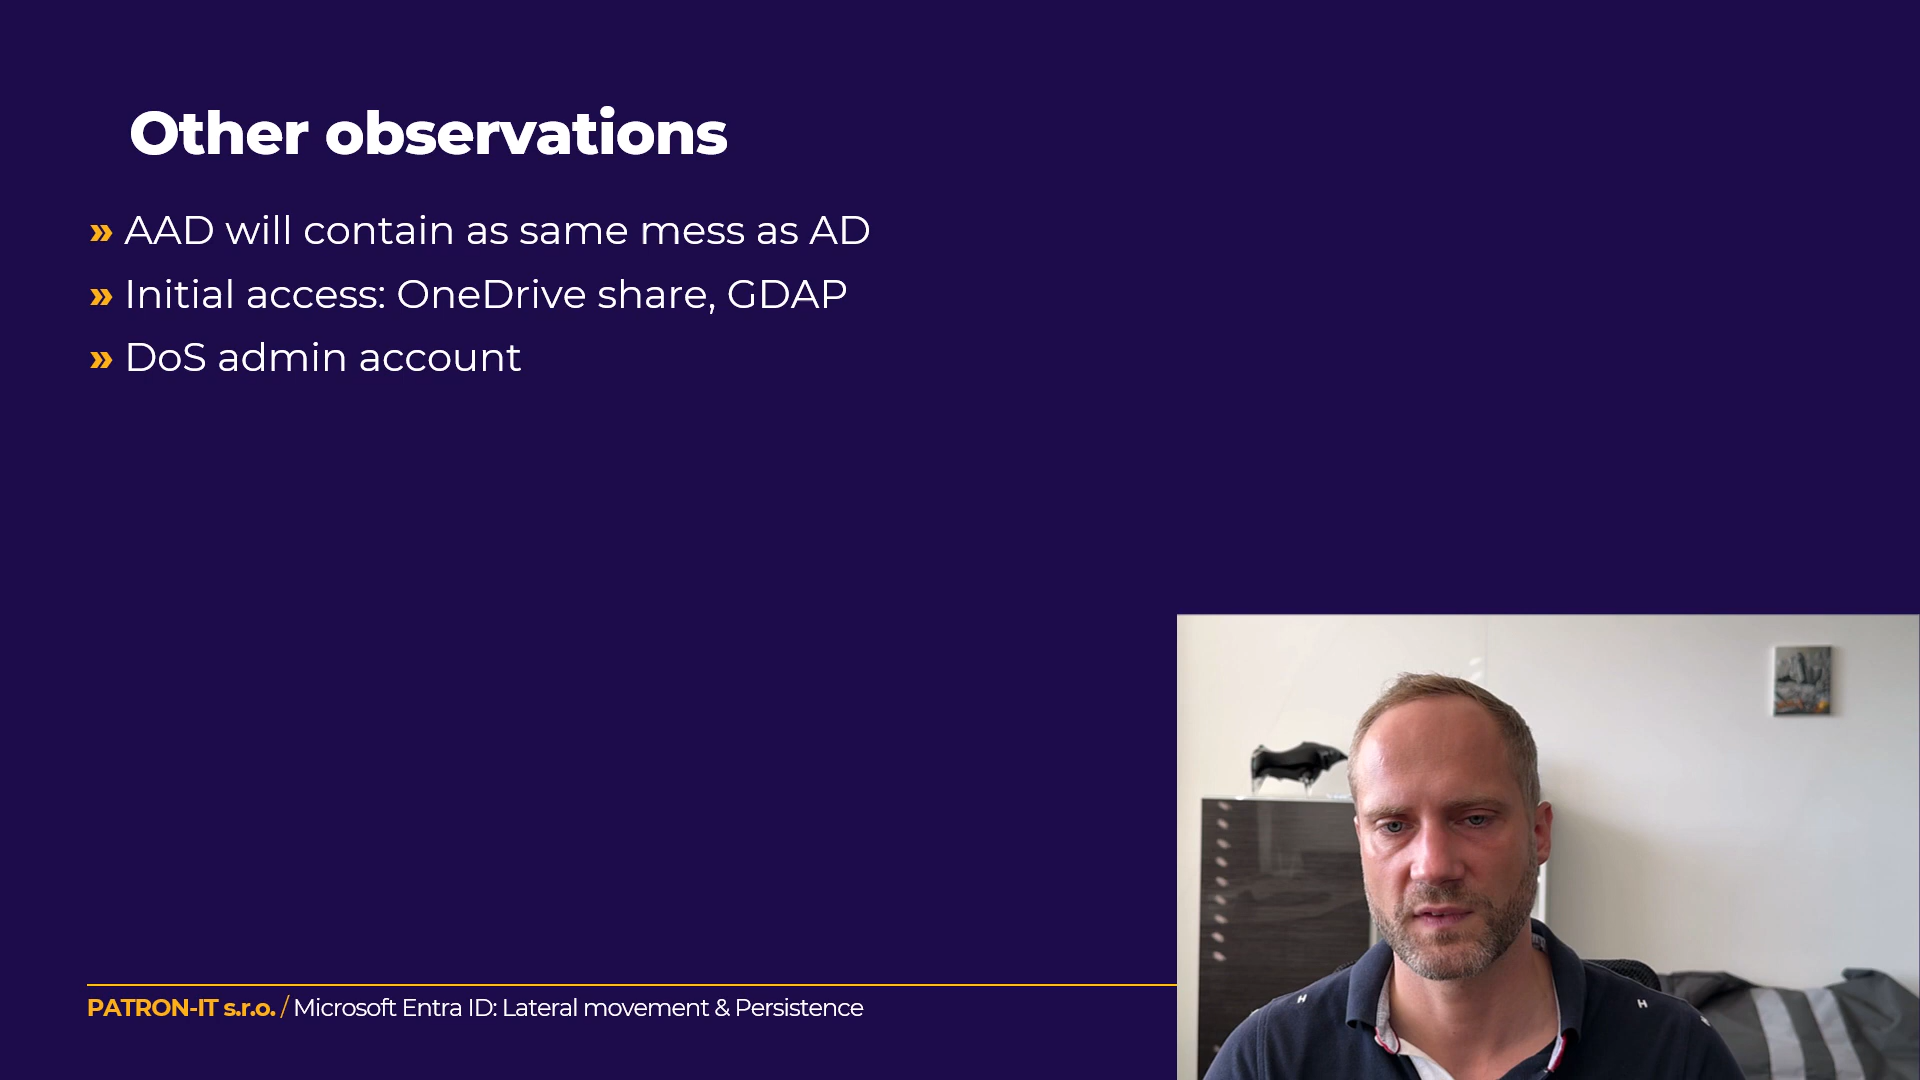 Other observations
» AAD will contain as same mess as AD
» Initial access: OneDrive share, GDAP
» DoS admin account
PATRON-IT s.r.o. / Microsoft Entra ID: Lateral movement & Persistence
H H